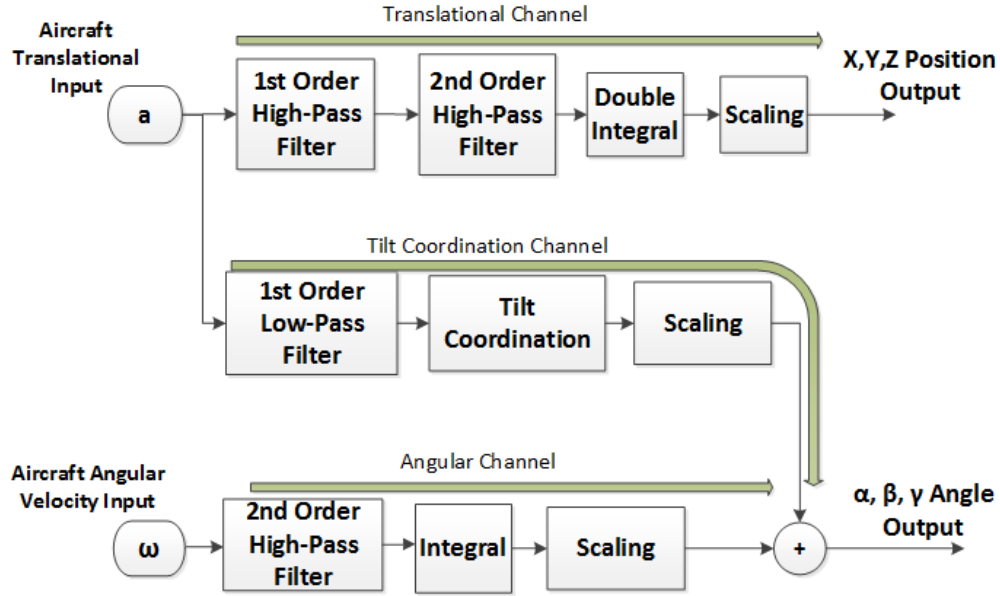 Translational Channel
Aircraft
Translational
Input
X,Y,Z Position
Output
a
1st Order
High-Pass
Filter
2nd Order
High-Pass
Filter
Double
Integral
Scaling
Tilt Coordination Channel
1st Order
Low-Pass
Filter
Tilt
Coordination
Scaling
Angular Channel
Aircraft Angular
Velocity Input
α, β, γ Angle
Output
ω
2nd Order
High-Pass
Filter
Integral
Scaling
+